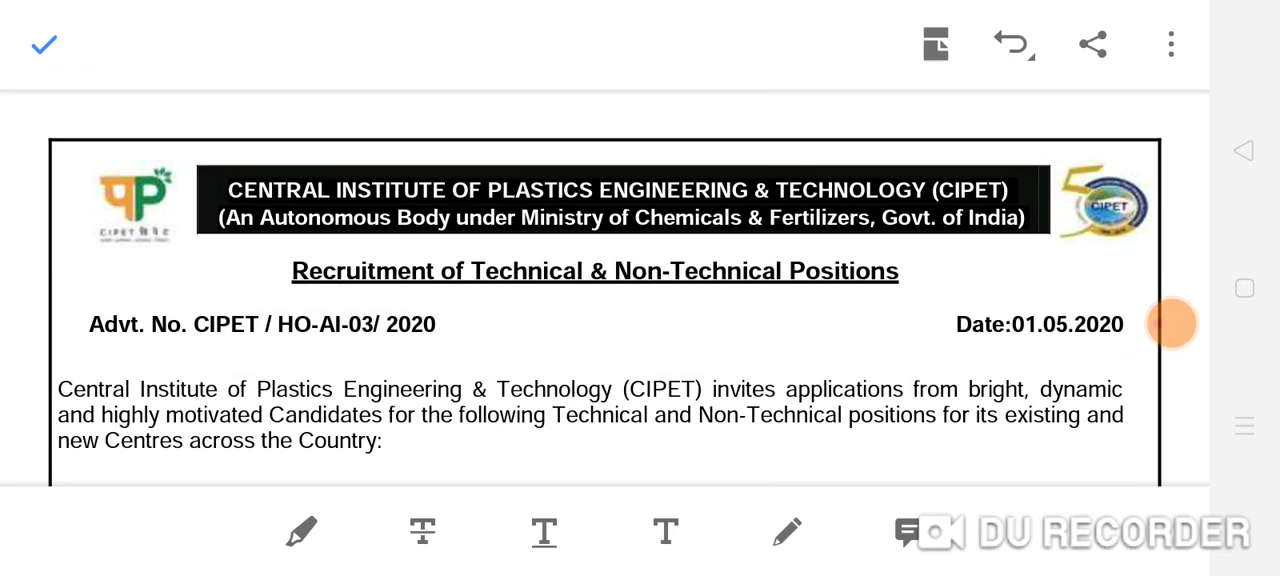 CENTRAL INSTITUTE OF PLASTICS ENGINEERING & TECHNOLOGY (CIPET)
(An Autonomous Body under Ministry of Chemicals & Fertilizers, Govt. of India)
CIPET
Recruitment of Technical & Non-Technical Positions
Advt. No. CIPET / HO-AI-03/ 2020
Date:01.05.2020
Central Institute of Plastics Engineering & Technology (CIPET) invites applications from bright, dynamic
and highly motivated Candidates for the following Technical and Non-Technical positions for its existing and
new Centres across the Country:
DU RECORDER